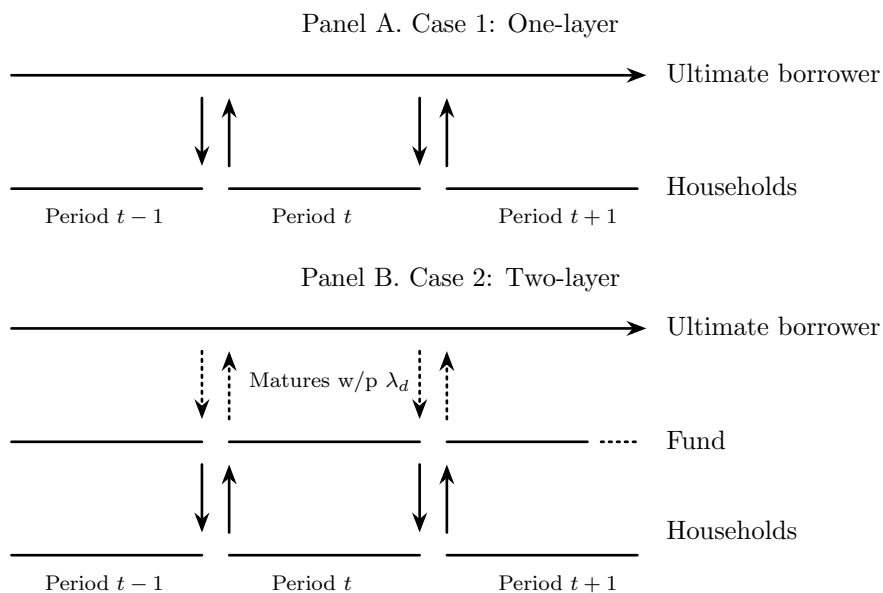 Panel A. Case 1: One-layer
Ultimate borrower
Households
Period t − 1 Period t Period t + 1
Panel B. Case 2: Two-layer
Ultimate borrower
Matures w/p λ_d
Fund
Households
Period t − 1 Period t Period t + 1